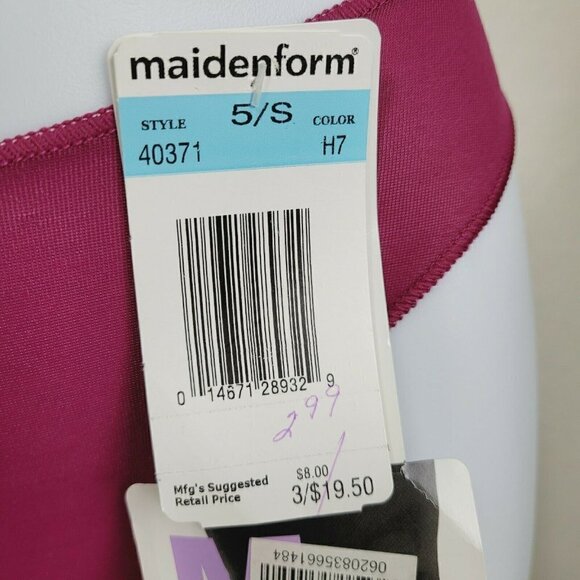 maidenform®
5/S
STYLE COLOR
40371 H7
0 14671 28932 9
299
$8.00
Mfg's Suggested
Retail Price 3/$19.50
0620835661484